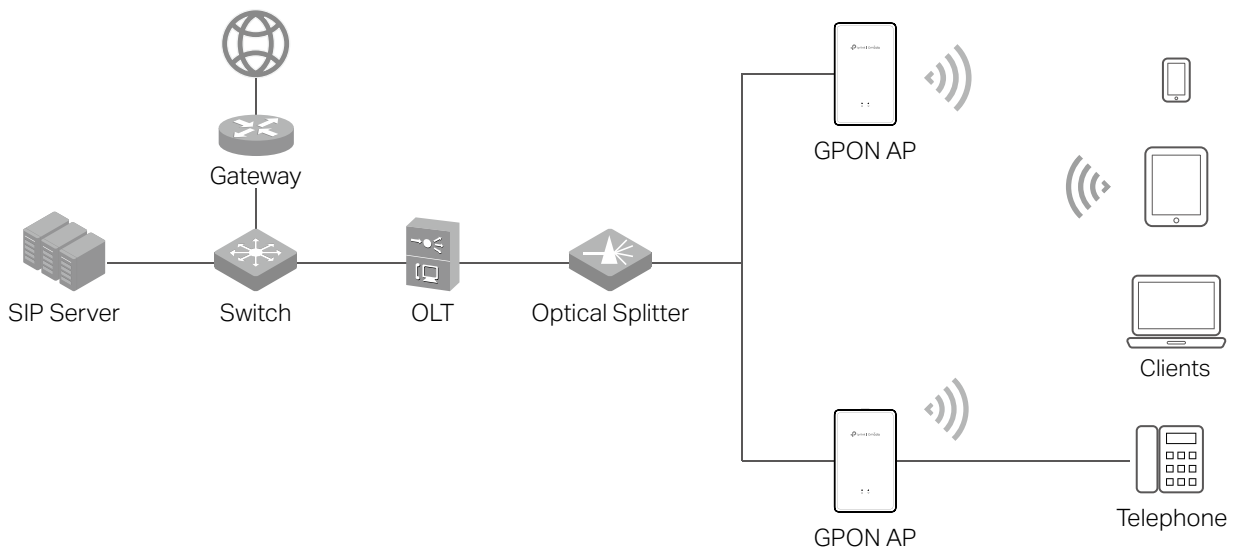 GPON AP
Gateway
SIP Server
Switch
OLT
Optical Splitter
Clients
GPON AP
Telephone